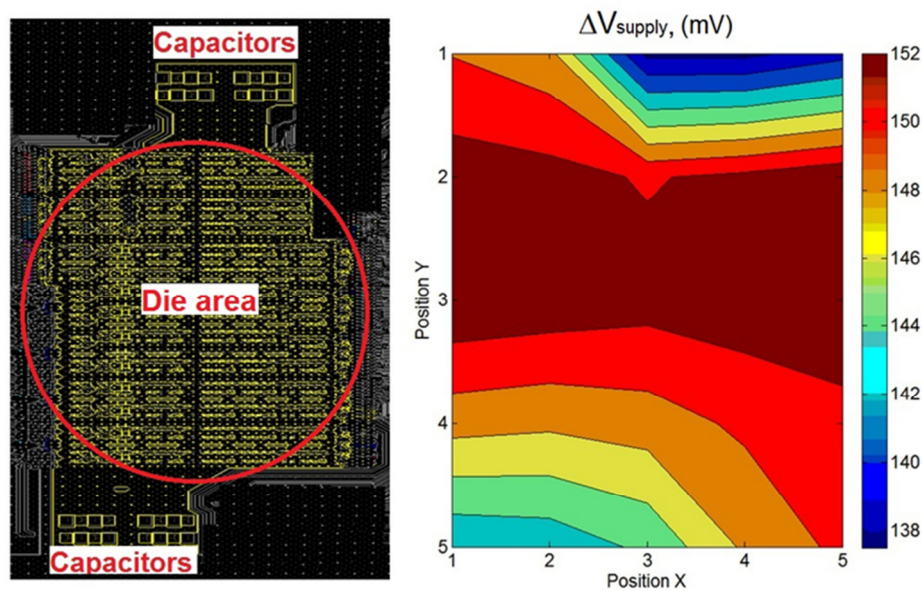 Capacitors
Die area
Capacitors
ΔVsupply, (mV)
1
2
3
4
5
Position Y
1 2 3 4 5
Position X
152
150
148
146
144
142
140
138